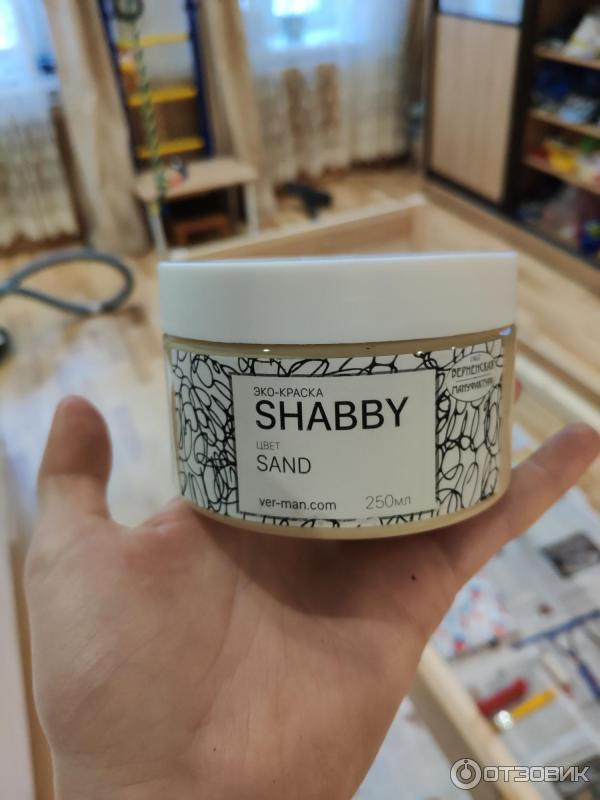 ЭКО-КРАСКА
SHABBY
ЦВЕТ
SAND
ver-man.com
250мл
ВЕРНЕНСКАЯ
МАНУФАКТУРА
ОТЗОВИК